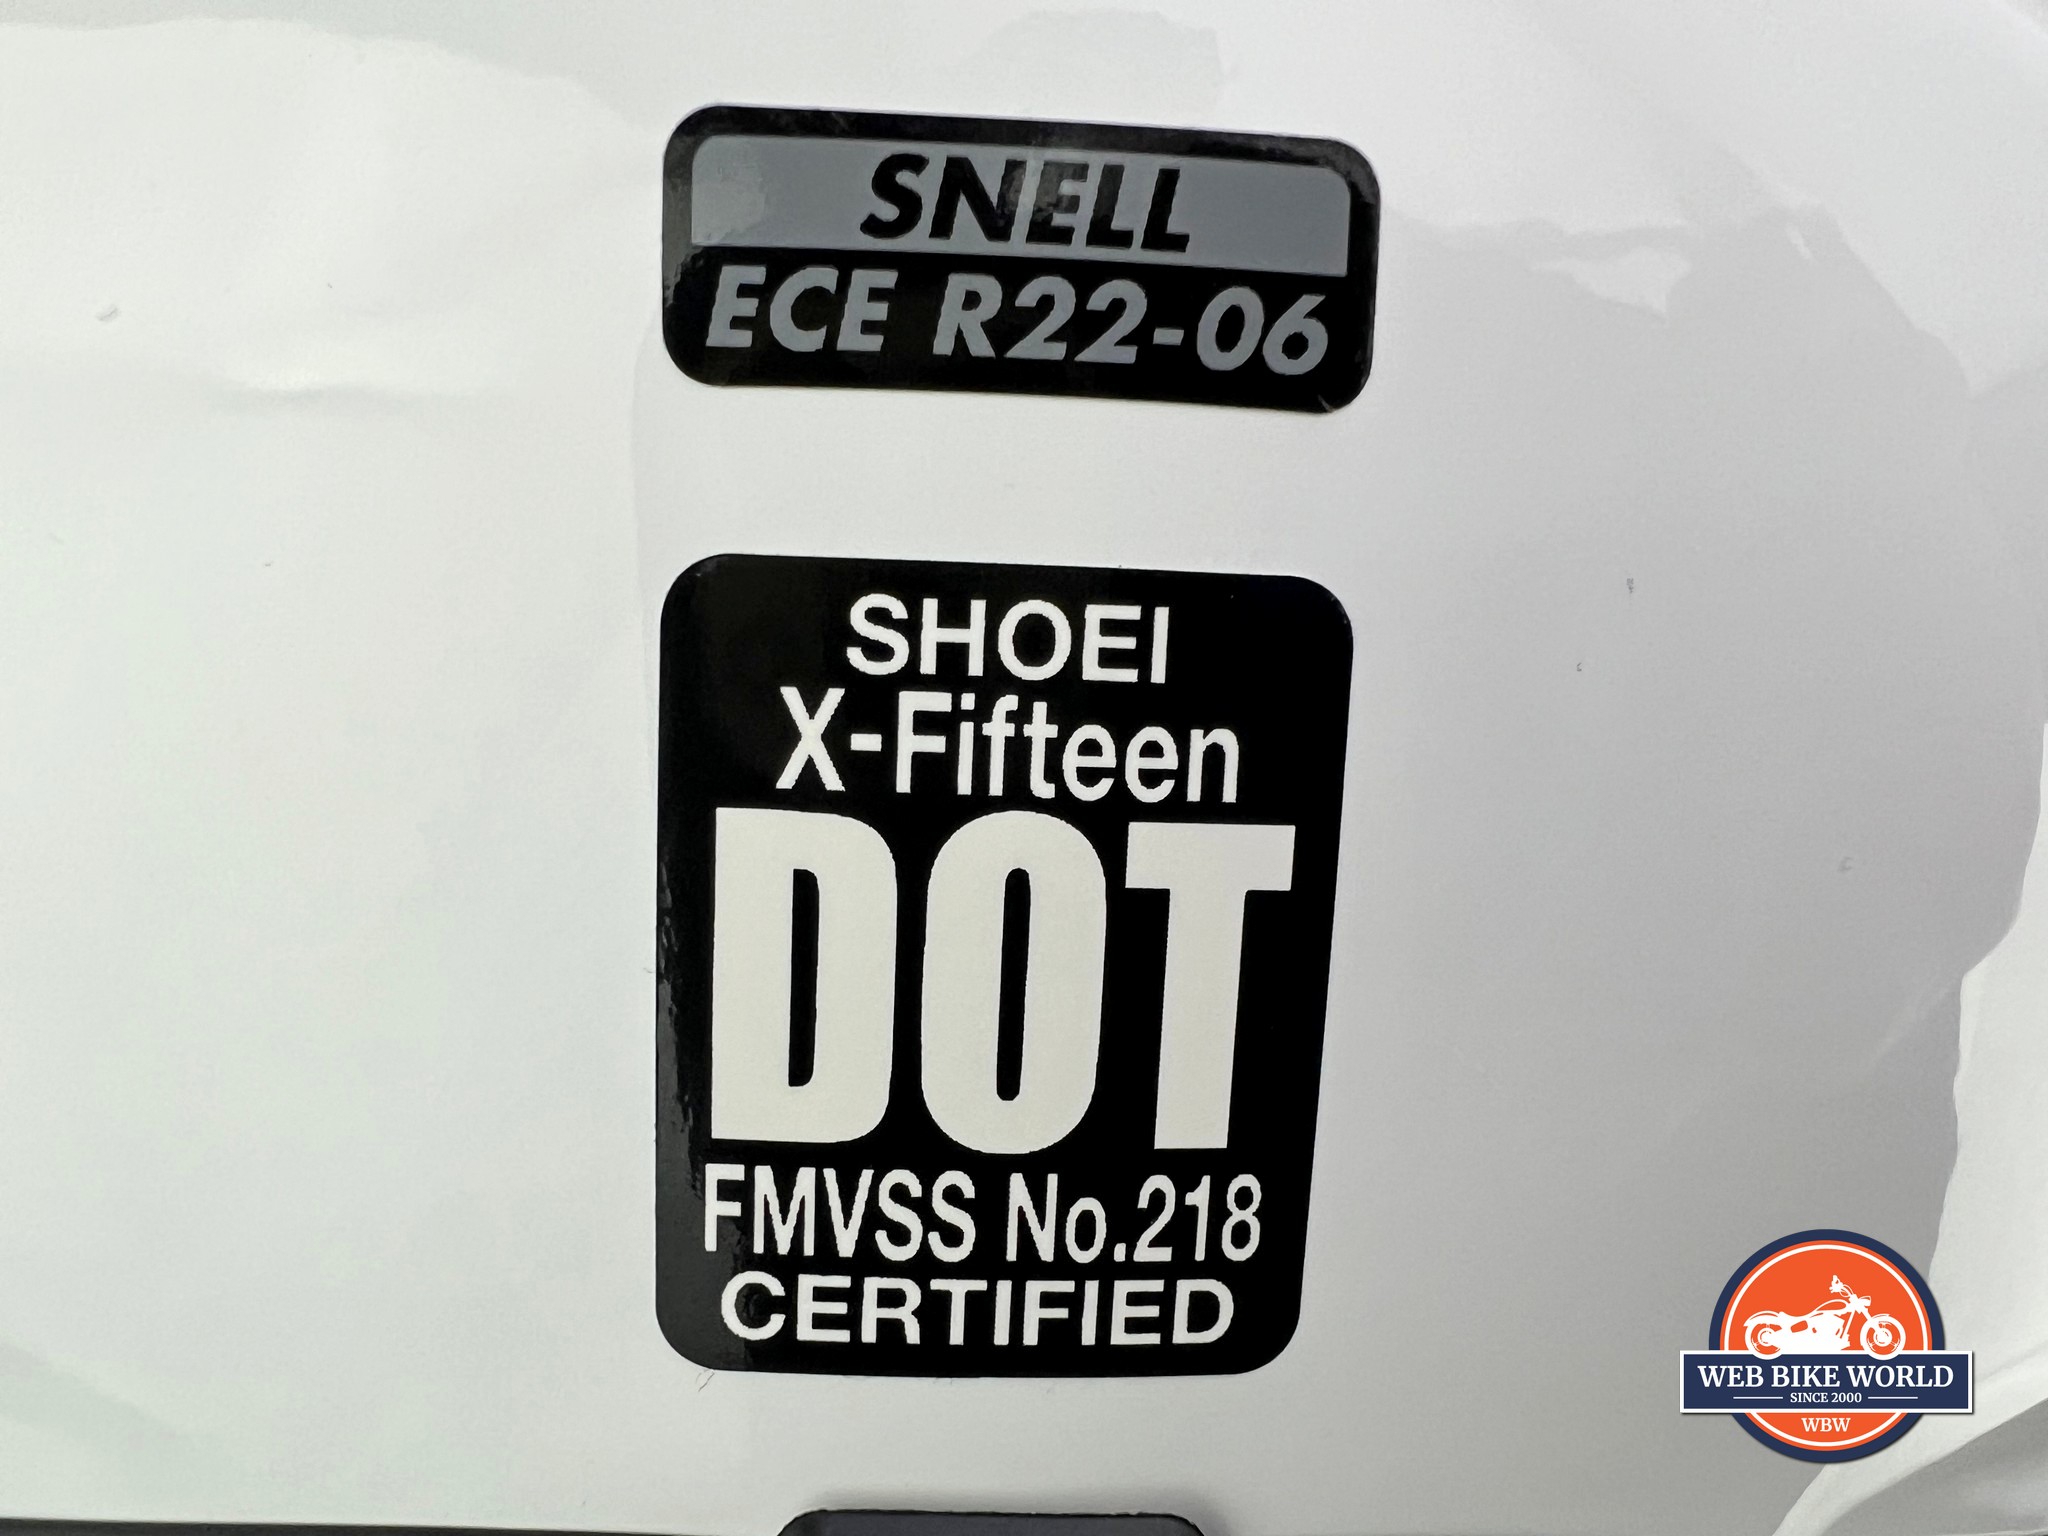 SNELL
ECE R22-06
SHOEI
X-Fifteen
DOT
FMVSS No.218
CERTIFIED
WEB BIKE WORLD
SINCE 2000
WBW